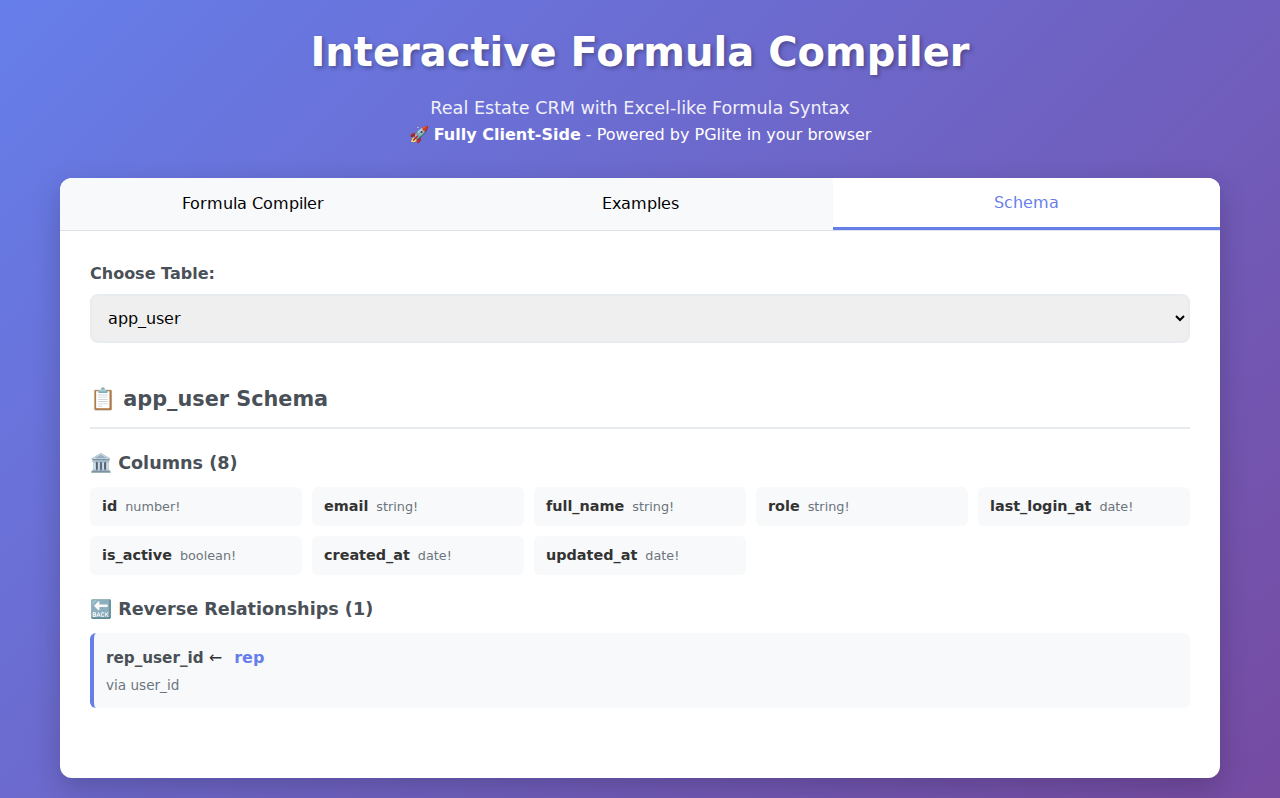 Interactive Formula Compiler
Real Estate CRM with Excel-like Formula Syntax
🚀 Fully Client-Side - Powered by PGlite in your browser
Formula Compiler Examples Schema
Choose Table:
app_user
📋 app_user Schema
🏛️ Columns (8)
id number! email string! full_name string! role string! last_login_at date!
is_active boolean! created_at date! updated_at date!
🔙 Reverse Relationships (1)
rep_user_id ← rep
via user_id